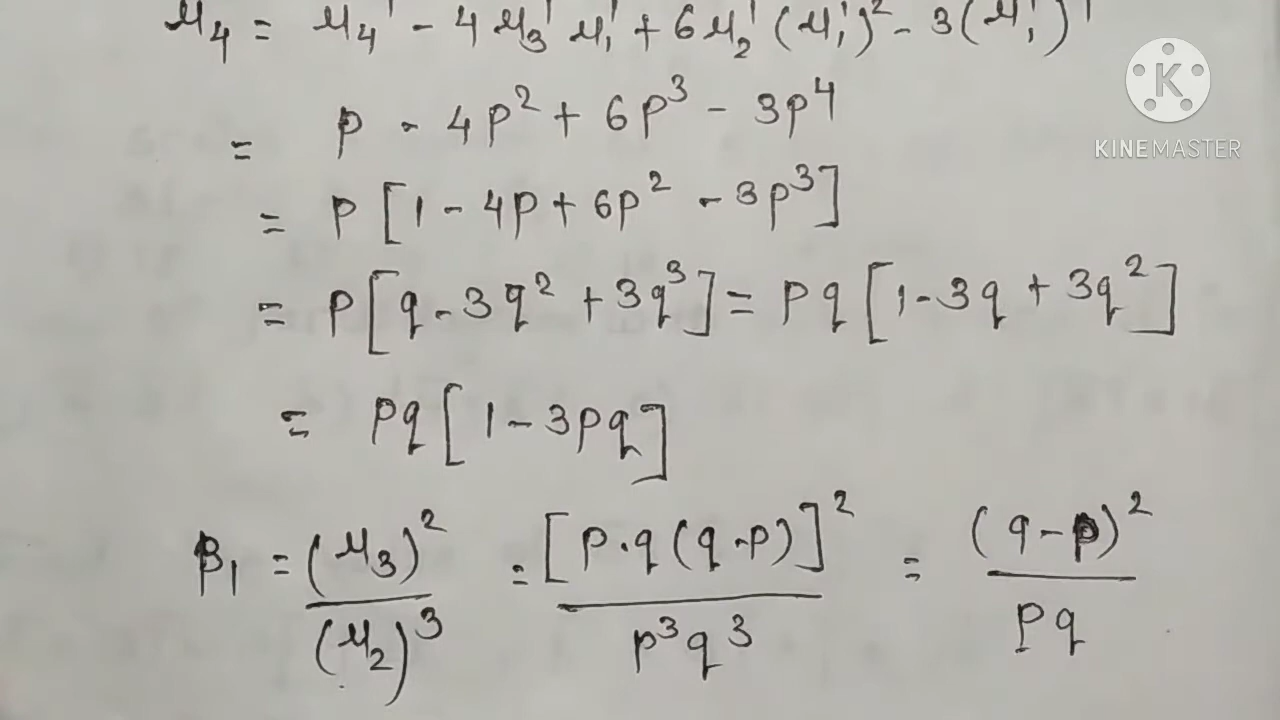 μ₄ = μ₄' - 4μ₃'μ₁' + 6μ₂'(μ₁')² - 3(μ₁')'
K
KINEMASTER
= p - 4p² + 6p³ - 3p⁴
= p[1 - 4p + 6p² - 3p³]
= p[q - 3q² + 3q³] = pq[1 - 3q + 3q²]
= pq[1 - 3pq]
β₁ = (μ₃)² / (μ₂)³ = [p·q(q-p)]² / p³q³ = (q-p)² / pq